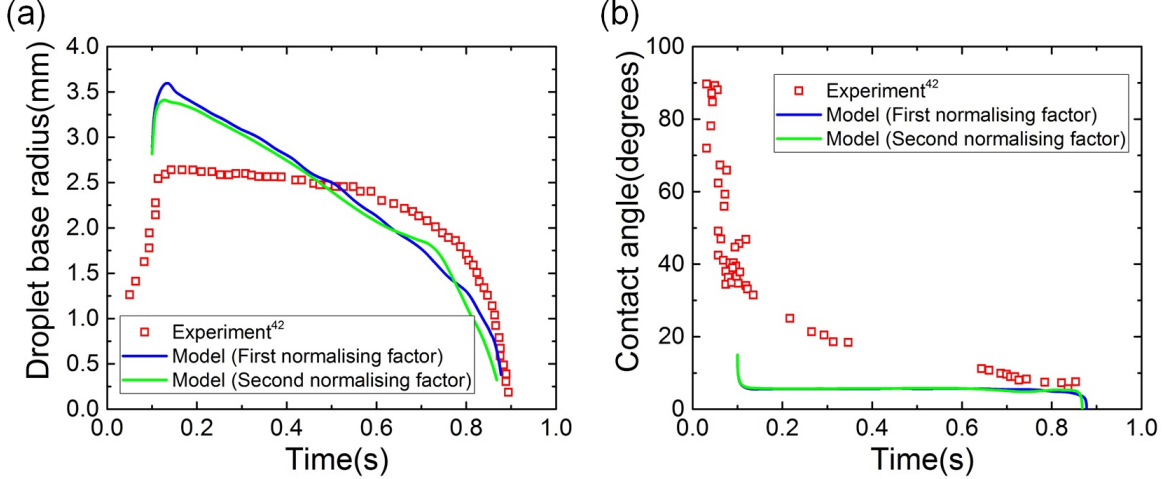 (a)
4.0
3.5
3.0
2.5
2.0
1.5
1.0
0.5
0.0
Droplet base radius(mm)
Experiment42
Model (First normalising factor)
Model (Second normalising factor)
0.0 0.2 0.4 0.6 0.8 1.0
Time(s)
(b)
100
80
60
40
20
0
Contact angle(degrees)
Experiment42
Model (First normalising factor)
Model (Second normalising factor)
0.0 0.2 0.4 0.6 0.8 1.0
Time(s)